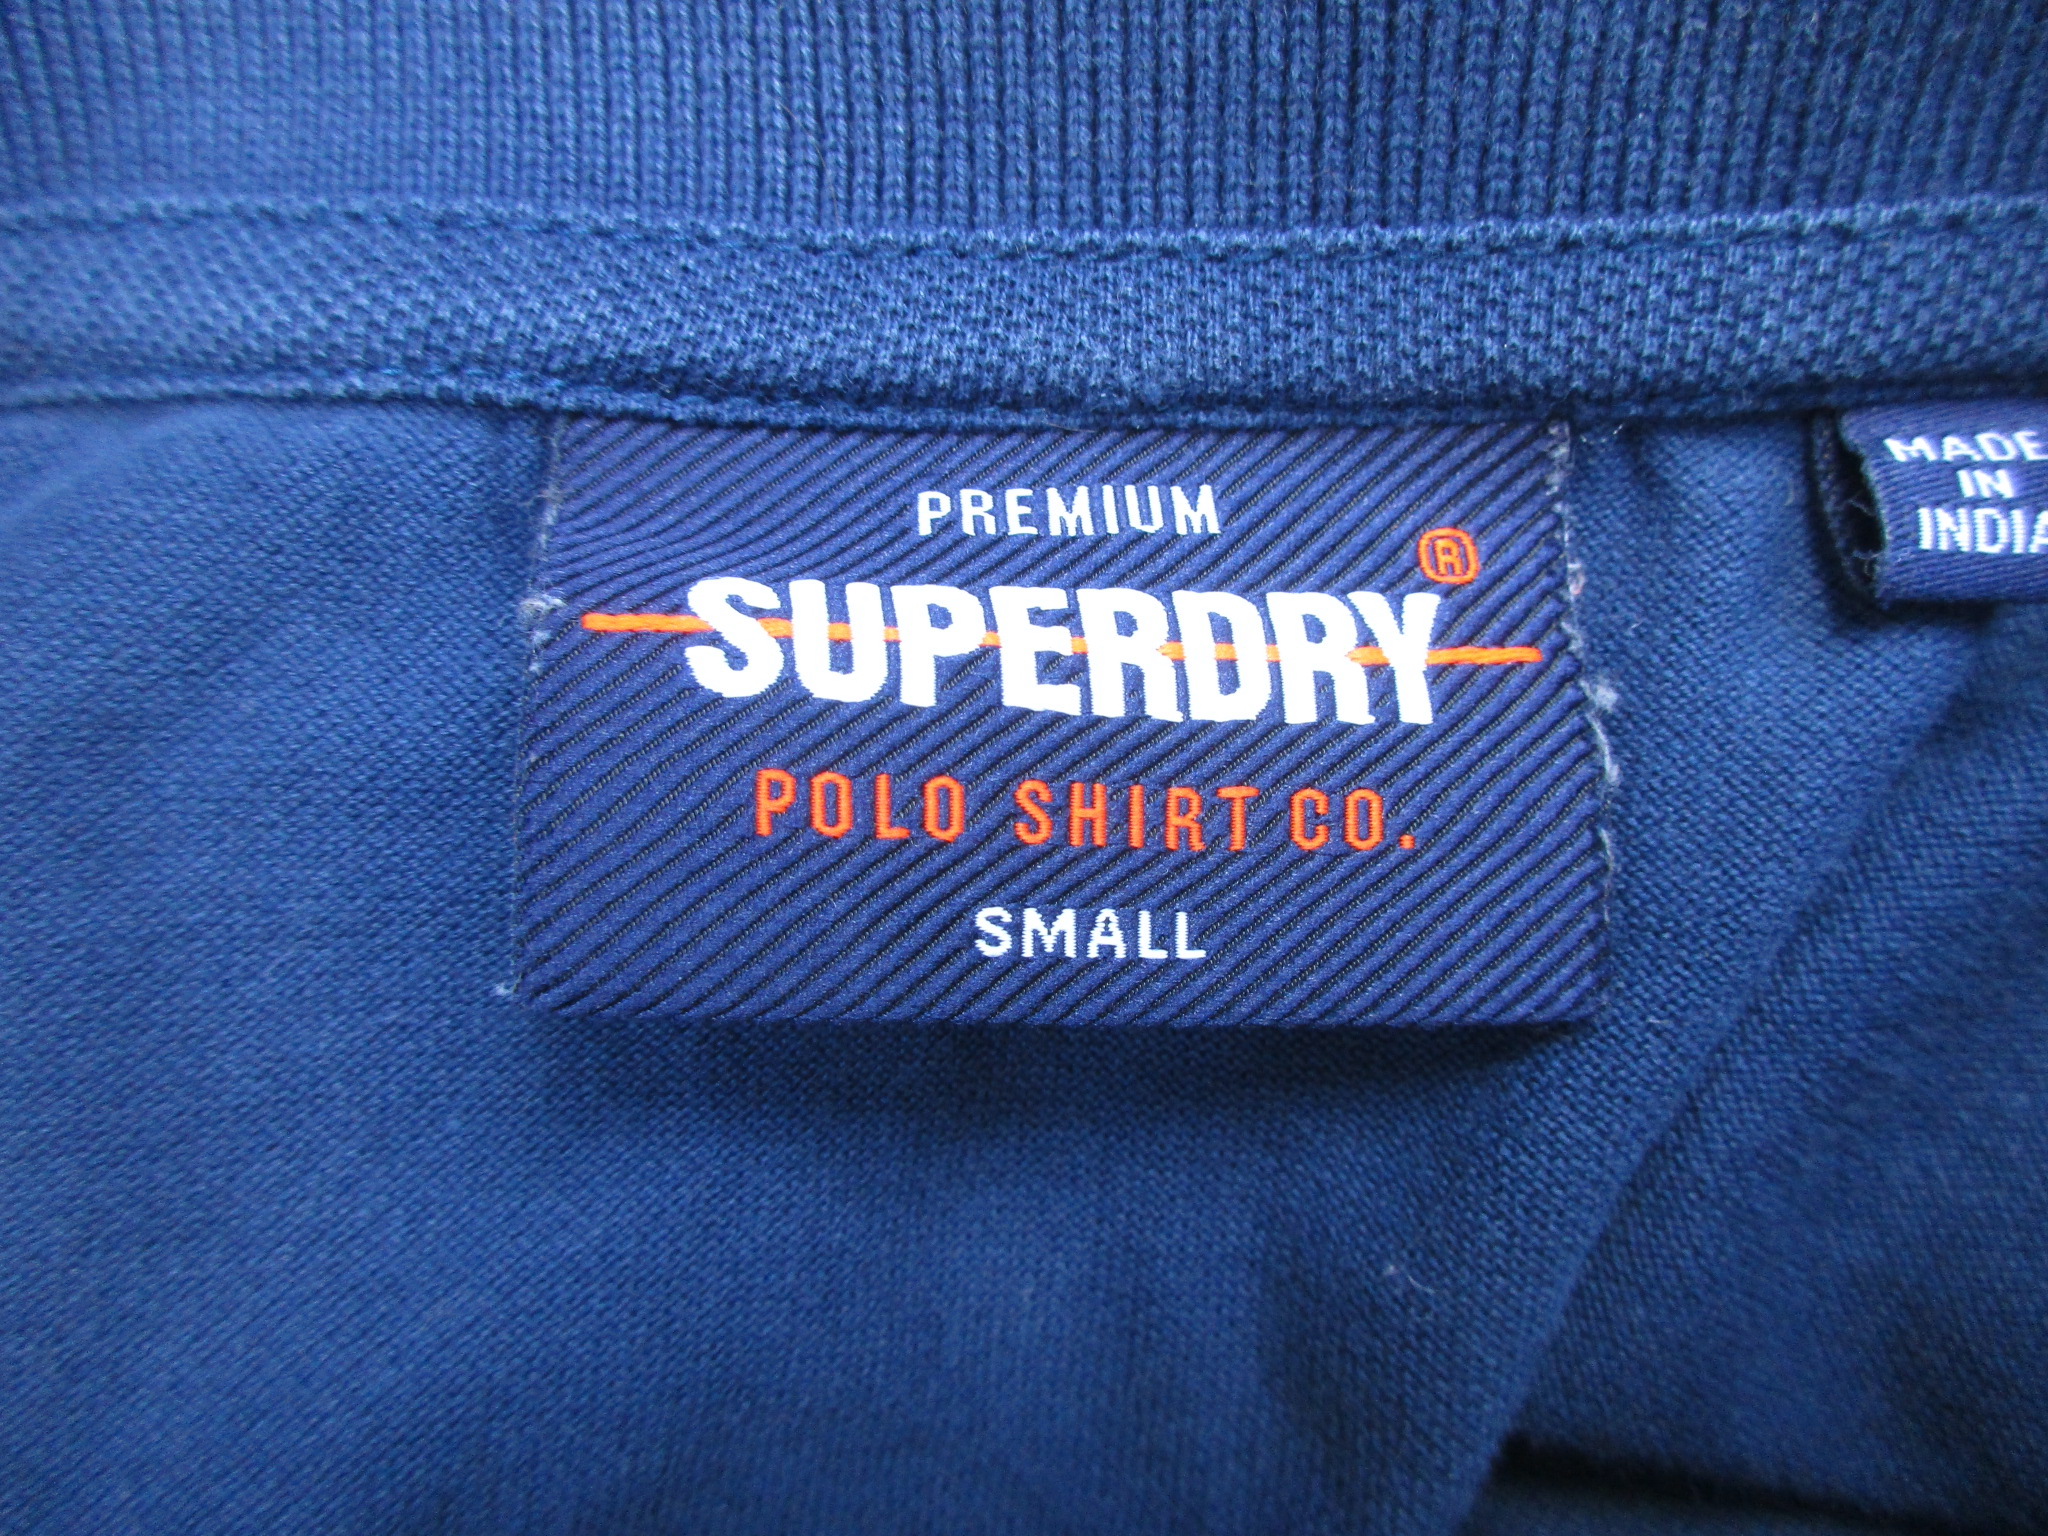 PREMIUM
SUPERDRY®
POLO SHIRT CO.
SMALL
MADE
IN
INDIA